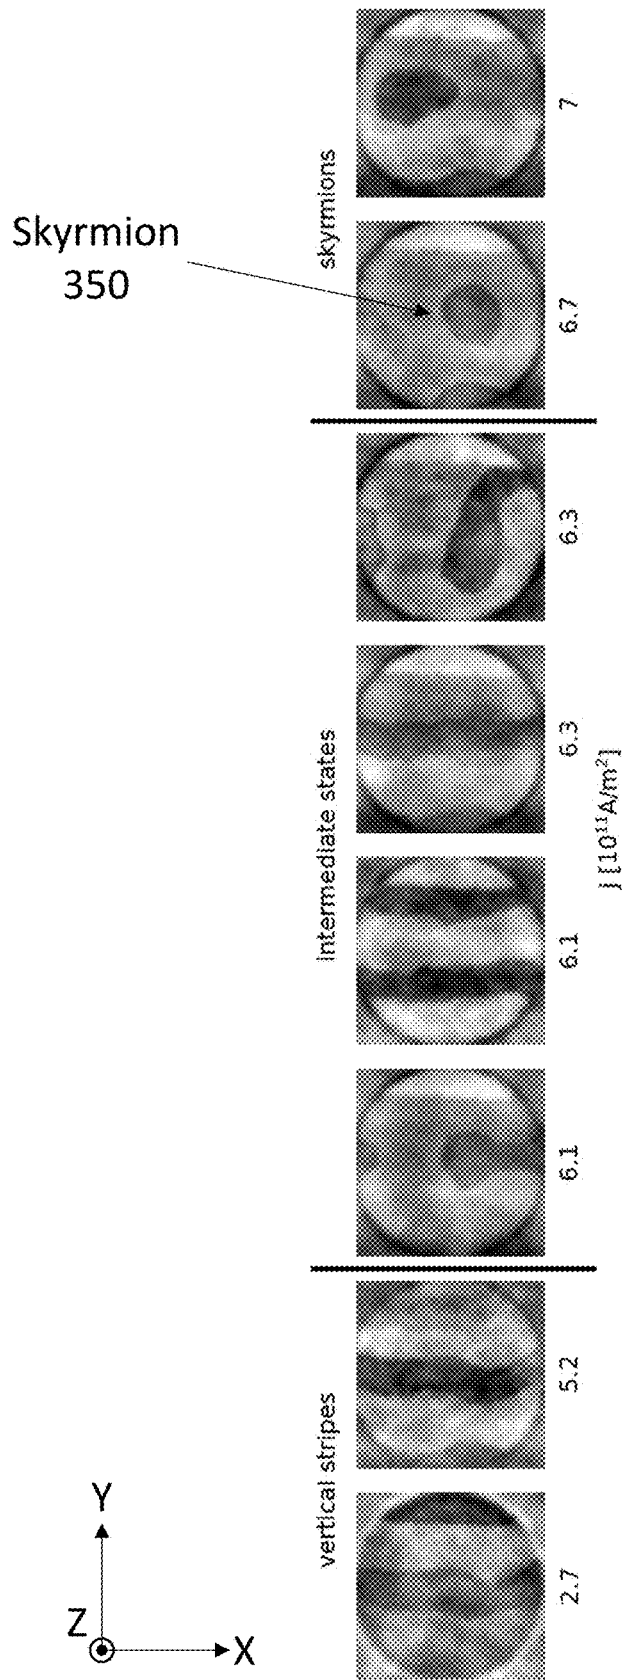 Skyrmion
350
vertical stripes
Intermediate states
skyrmions
2.7
5.2
6.1
6.1
6.3
6.3
6.7
7
j [10¹¹A/m²]
Y
Z
X